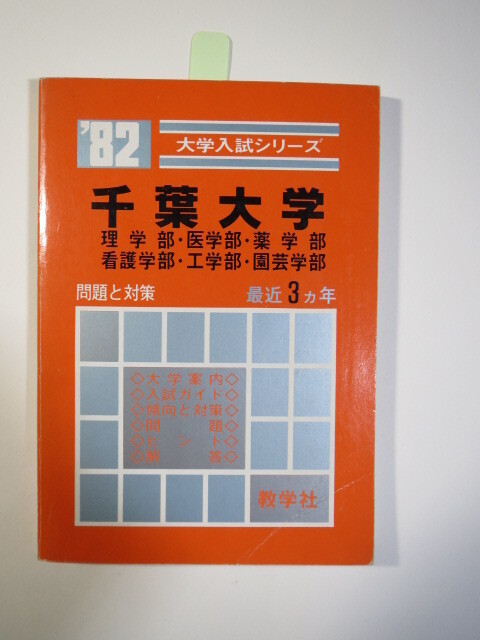 '82
大学入試シリーズ
千葉大学
理学部・医学部・薬学部
看護学部・工学部・園芸学部
問題と対策
最近3ヵ年
◇大学案内◇
◇入試ガイド◇
◇傾向と対策◇
◇問題◇
◇ヒント◇
◇解答◇
教学社